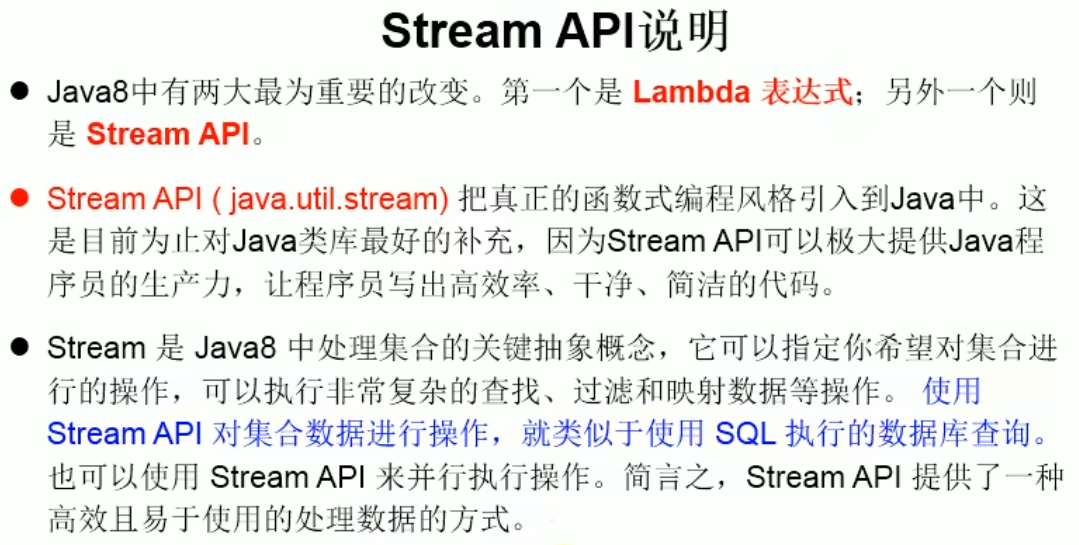 Stream API说明
● Java8中有两大最为重要的改变。第一个是 Lambda 表达式；另外一个则
是 Stream API。
● Stream API ( java.util.stream) 把真正的函数式编程风格引入到Java中。这
是目前为止对Java类库最好的补充，因为Stream API可以极大提供Java程
序员的生产力，让程序员写出高效率、干净、简洁的代码。
● Stream 是 Java8 中处理集合的关键抽象概念，它可以指定你希望对集合进
行的操作，可以执行非常复杂的查找、过滤和映射数据等操作。 使用
Stream API 对集合数据进行操作，就类似于使用 SQL 执行的数据库查询。
也可以使用 Stream API 来并行执行操作。简言之，Stream API 提供了一种
高效且易于使用的处理数据的方式。